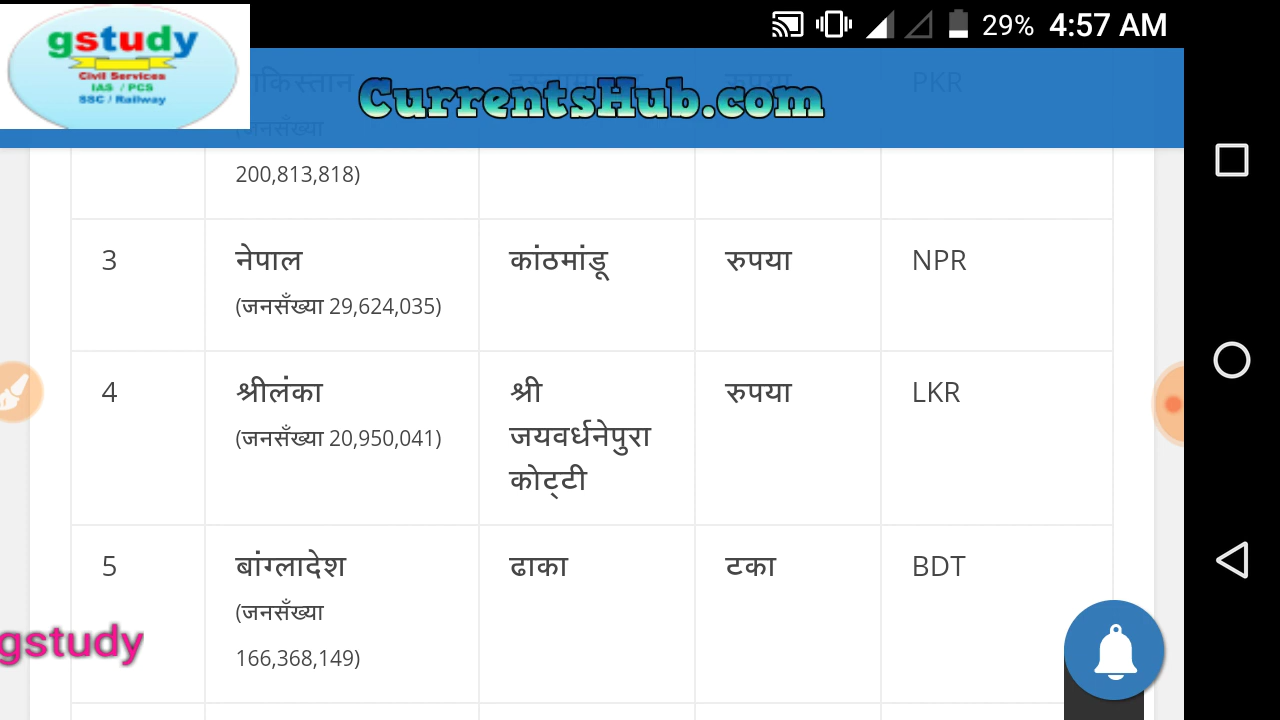 gstudy
Civil Services
IAS / PCS
SSC / Railway
29% 4:57 AM
CurrentsHub.com
PKR
200,813,818)
3 नेपाल कांठमांडू रुपया NPR
(जनसँख्या 29,624,035)
4 श्रीलंका श्री रुपया LKR
(जनसँख्या 20,950,041) जयवर्धनेपुरा
कोट्टी
5 बांग्लादेश ढाका टका BDT
(जनसँख्या
gstudy
166,368,149)